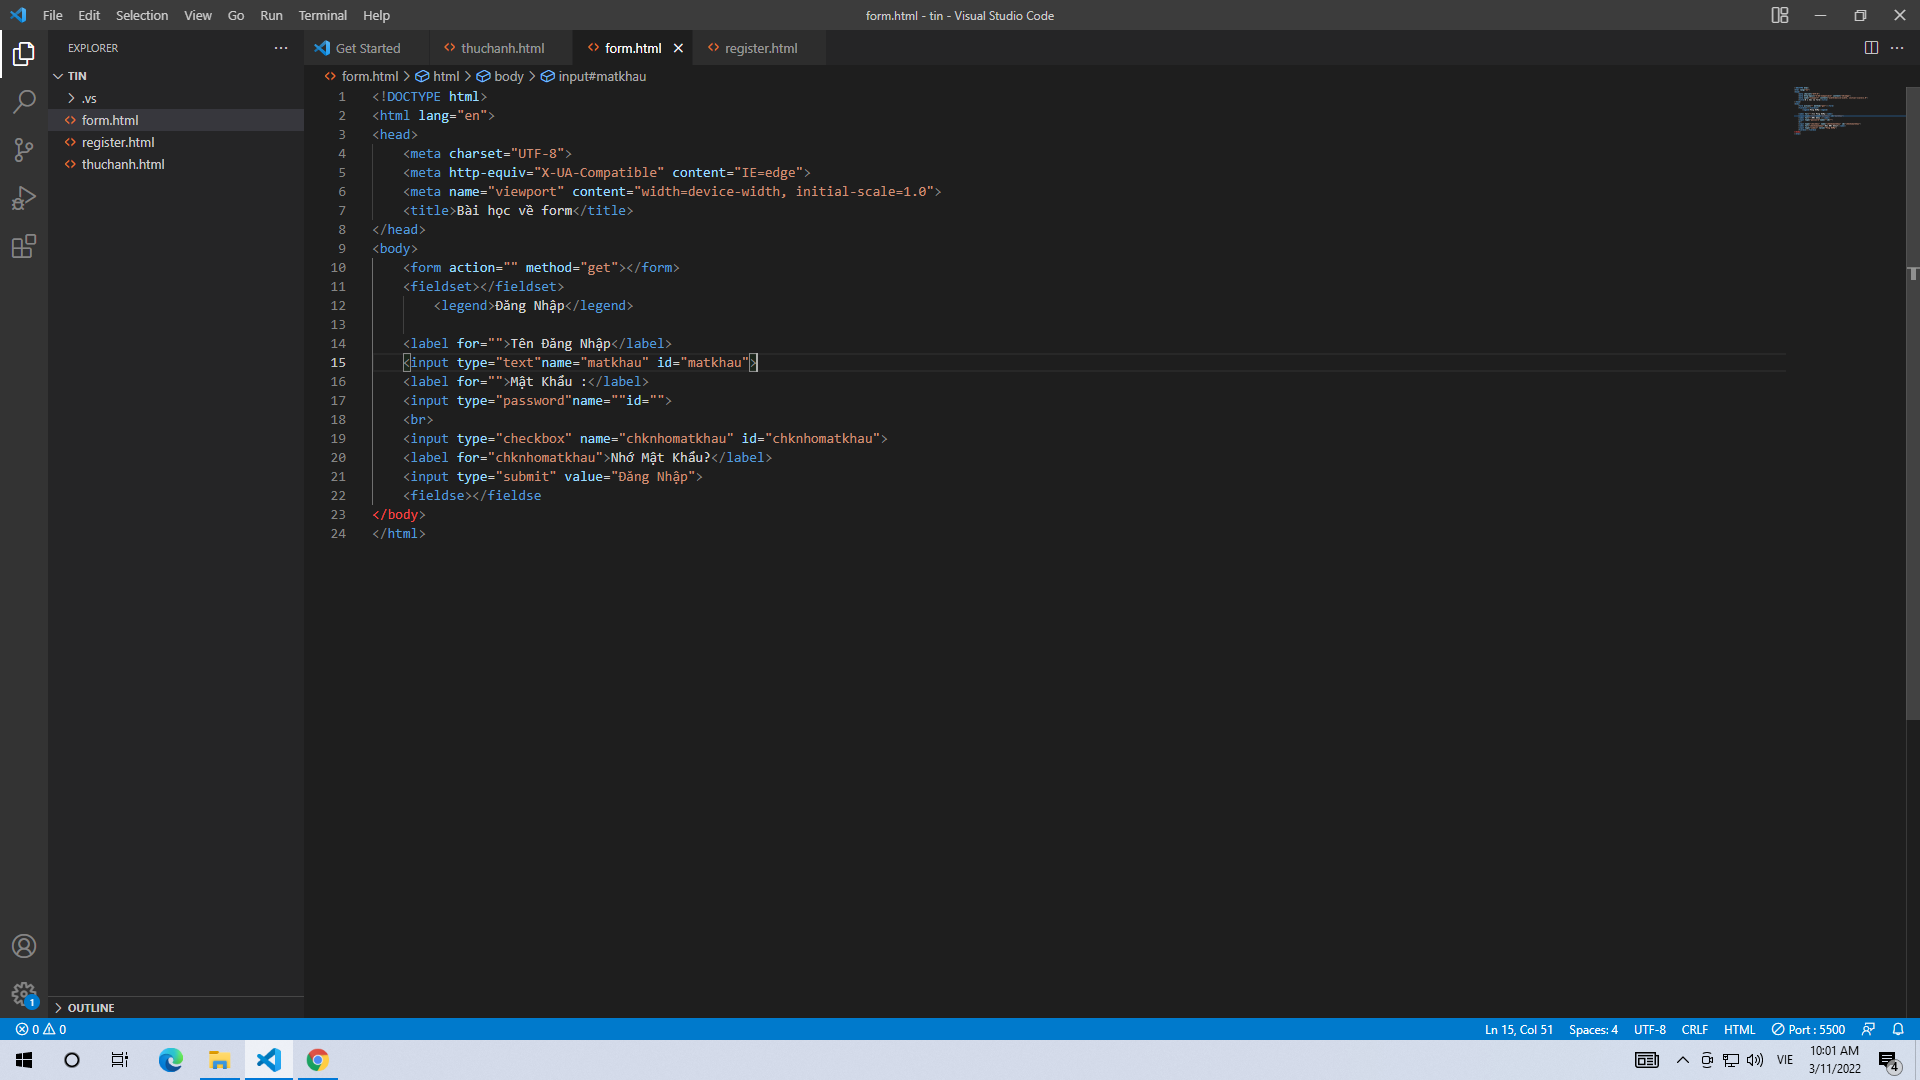 File Edit Selection View Go Run Terminal Help form.html - tin - Visual Studio Code
EXPLORER ···
TIN
.vs
form.html
register.html
thuchanh.html
OUTLINE
Get Started thuchanh.html form.html register.html
form.html > html > body > input#matkhau
1 <!DOCTYPE html>
2 <html lang="en">
3 <head>
4 <meta charset="UTF-8">
5 <meta http-equiv="X-UA-Compatible" content="IE=edge">
6 <meta name="viewport" content="width=device-width, initial-scale=1.0">
7 <title>Bài học về form</title>
8 </head>
9 <body>
10 <form action="" method="get"></form>
11 <fieldset></fieldset>
12 <legend>Đăng Nhập</legend>
13
14 <label for="">Tên Đăng Nhập</label>
15 <input type="text"name="matkhau" id="matkhau">
16 <label for="">Mật Khẩu :</label>
17 <input type="password"name=""id="">
18 <br>
19 <input type="checkbox" name="chknhomatkhau" id="chknhomatkhau">
20 <label for="chknhomatkhau">Nhớ Mật Khẩu?</label>
21 <input type="submit" value="Đăng Nhập">
22 <fieldse></fieldse
23 </body>
24 </html>
1
0 0 Ln 15, Col 51 Spaces: 4 UTF-8 CRLF HTML Port : 5500
VIE 10:01 AM
3/11/2022 4